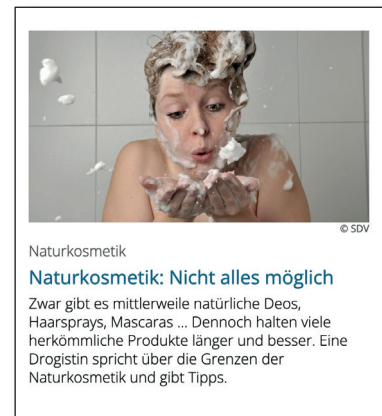 © SDV
Naturkosmetik
Naturkosmetik: Nicht alles möglich
Zwar gibt es mittlerweile natürliche Deos,
Haarsprays, Mascaras ... Dennoch halten viele
herkömmliche Produkte länger und besser. Eine
Drogistin spricht über die Grenzen der
Naturkosmetik und gibt Tipps.